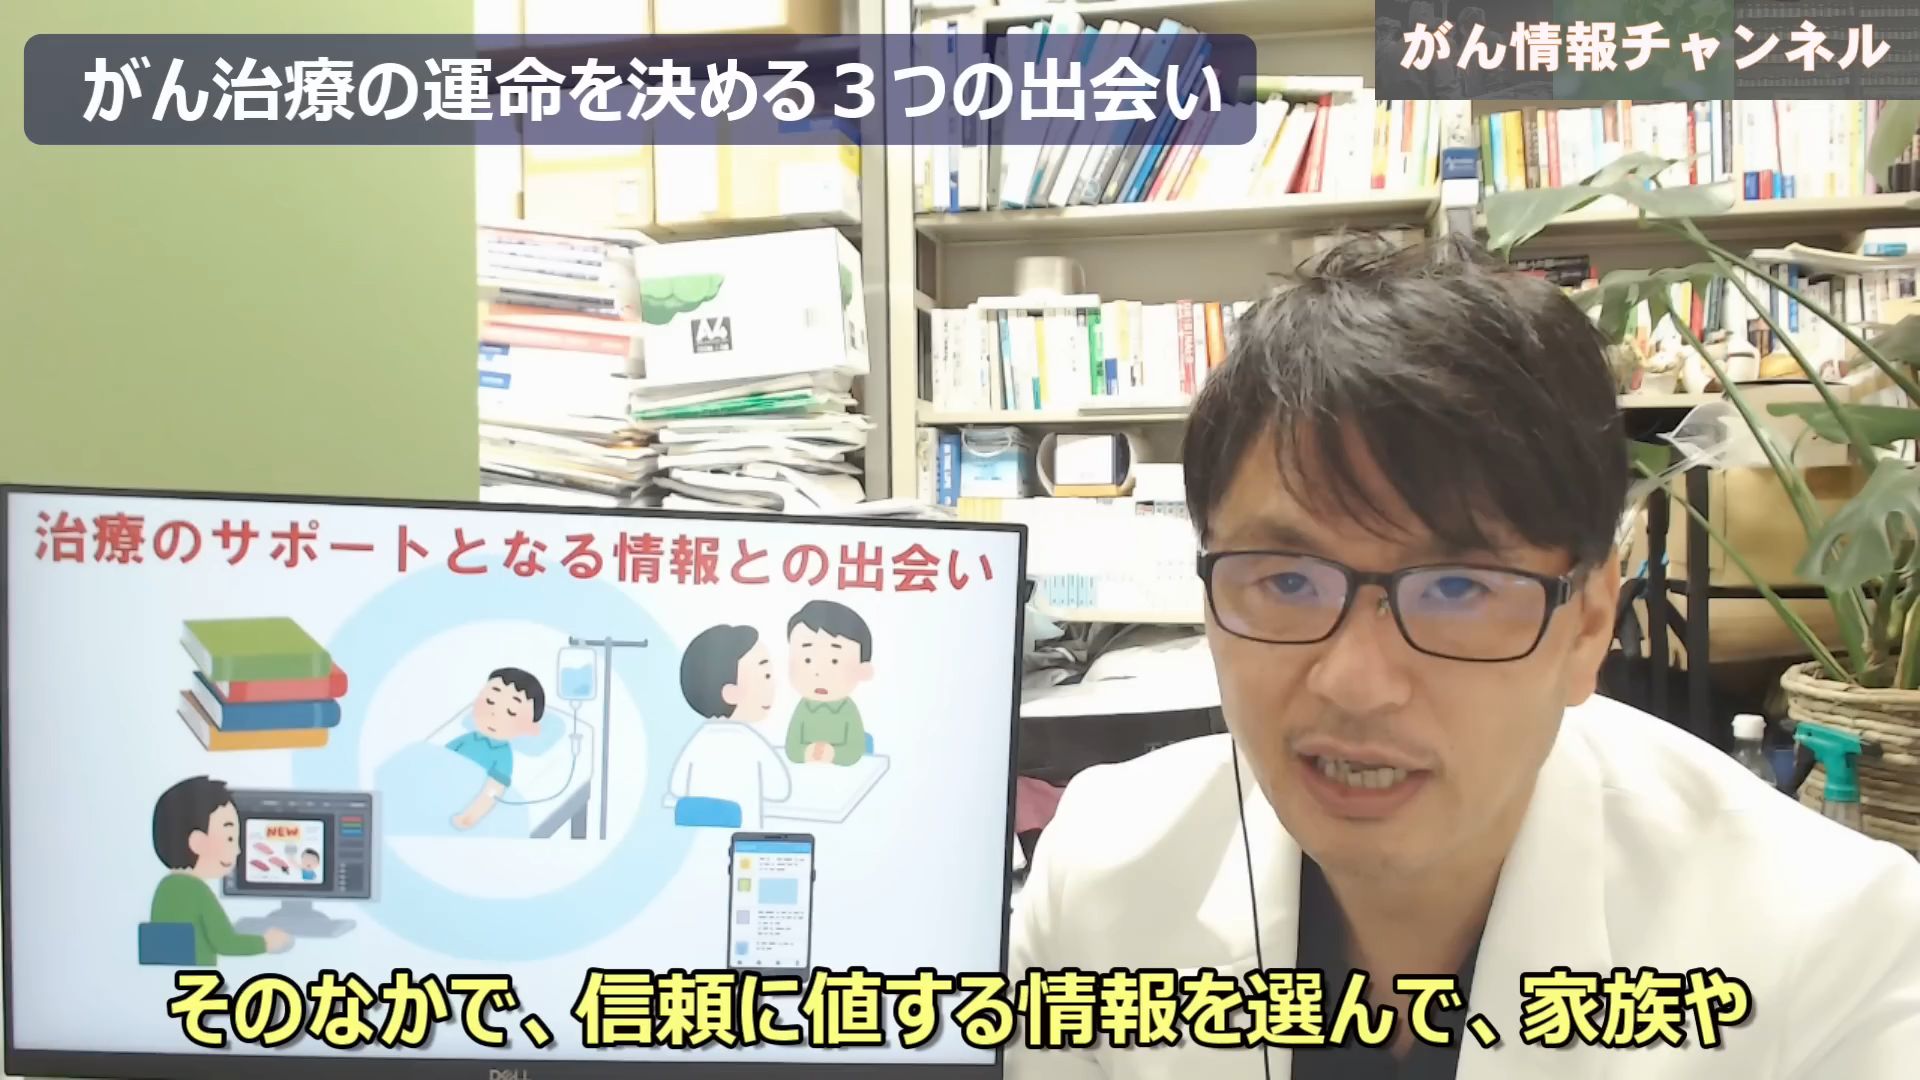 がん治療の運命を決める３つの出会い
がん情報チャンネル
A4
治療のサポートとなる情報との出会い
NEW
そのなかで、信頼に値する情報を選んで、家族や
DELL